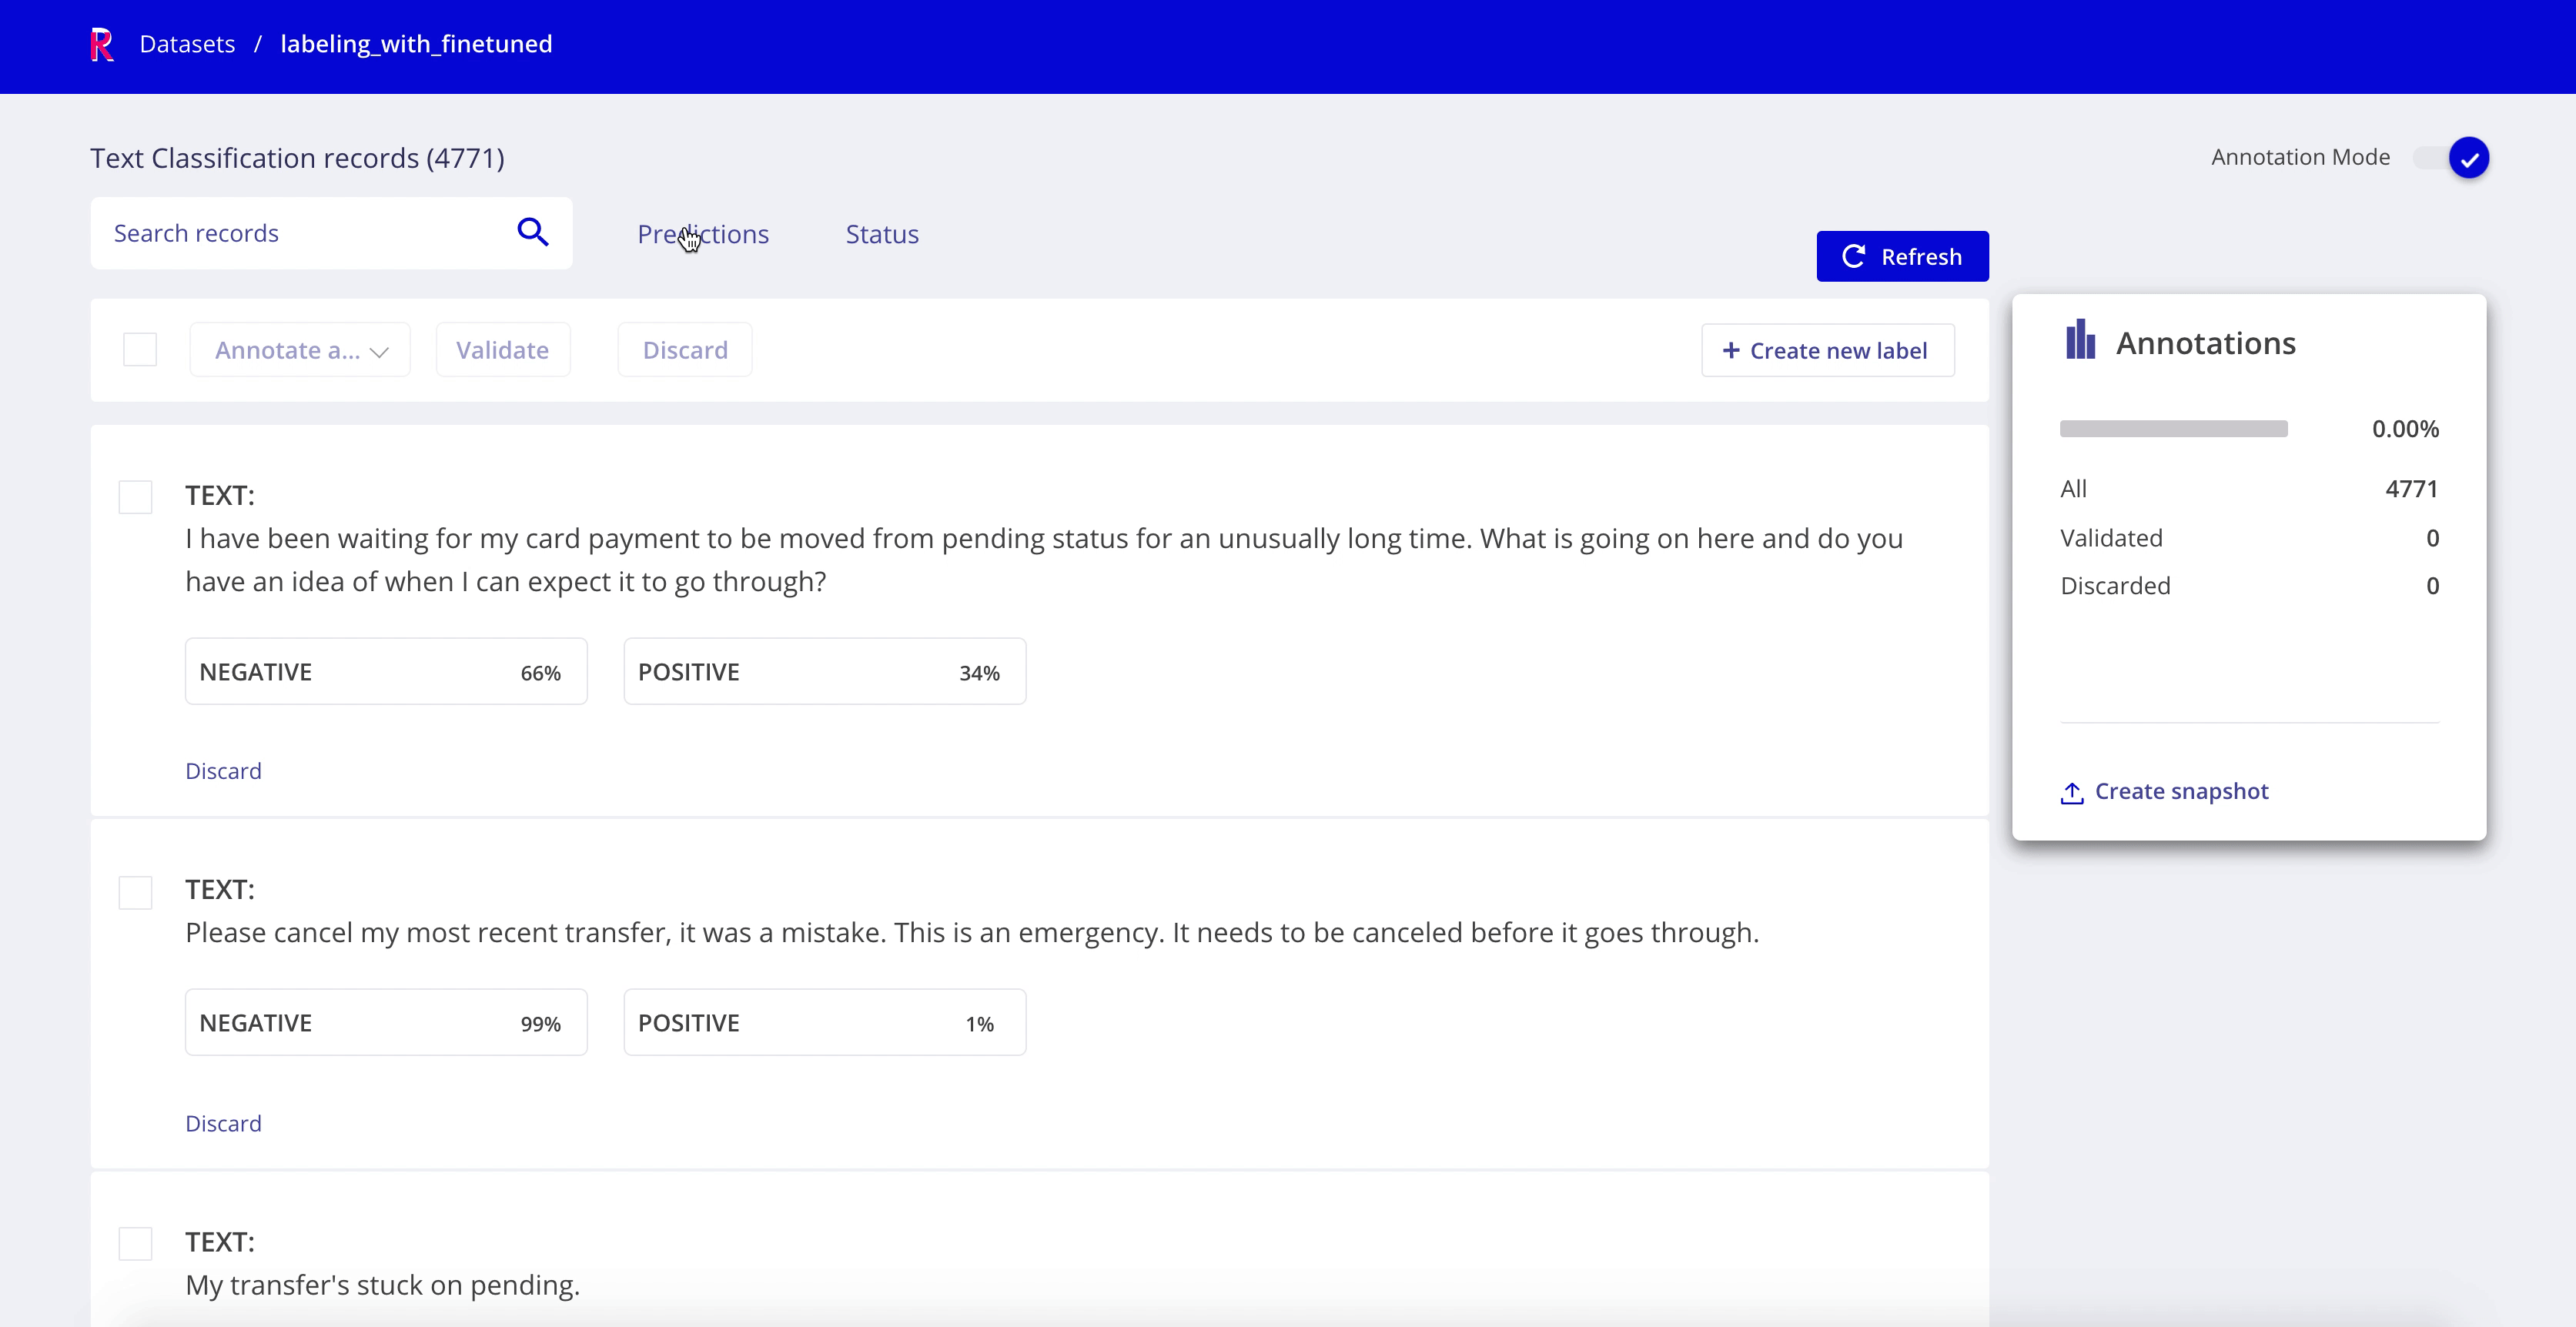 R Datasets / labeling_with_finetuned
Text Classification records (4771)
Annotation Mode
Search records
Predictions
Status
Refresh
Annotate a...
Validate
Discard
+ Create new label
TEXT:
I have been waiting for my card payment to be moved from pending status for an unusually long time. What is going on here and do you
have an idea of when I can expect it to go through?
NEGATIVE 66%
POSITIVE 34%
Discard
TEXT:
Please cancel my most recent transfer, it was a mistake. This is an emergency. It needs to be canceled before it goes through.
NEGATIVE 99%
POSITIVE 1%
Discard
TEXT:
My transfer's stuck on pending.
Annotations
0.00%
All 4771
Validated 0
Discarded 0
Create snapshot